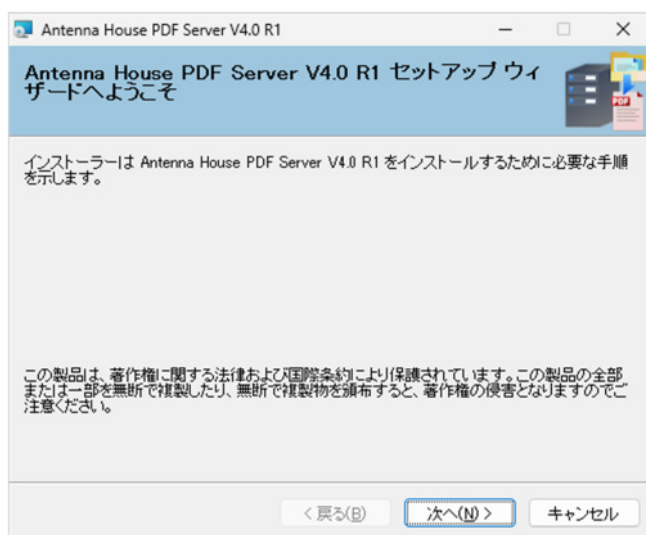 Antenna House PDF Server V4.0 R1
Antenna House PDF Server V4.0 R1 セットアップ ウィ
ザードへようこそ
PDF
インストーラーは Antenna House PDF Server V4.0 R1 をインストールするために必要な手順
を示します。
この製品は、著作権に関する法律および国際条約により保護されています。この製品の全部
または一部を無断で複製したり、無断で複製物を頒布すると、著作権の侵害となりますのでご
注意ください。
< 戻る(B)
次へ(N) >
キャンセル